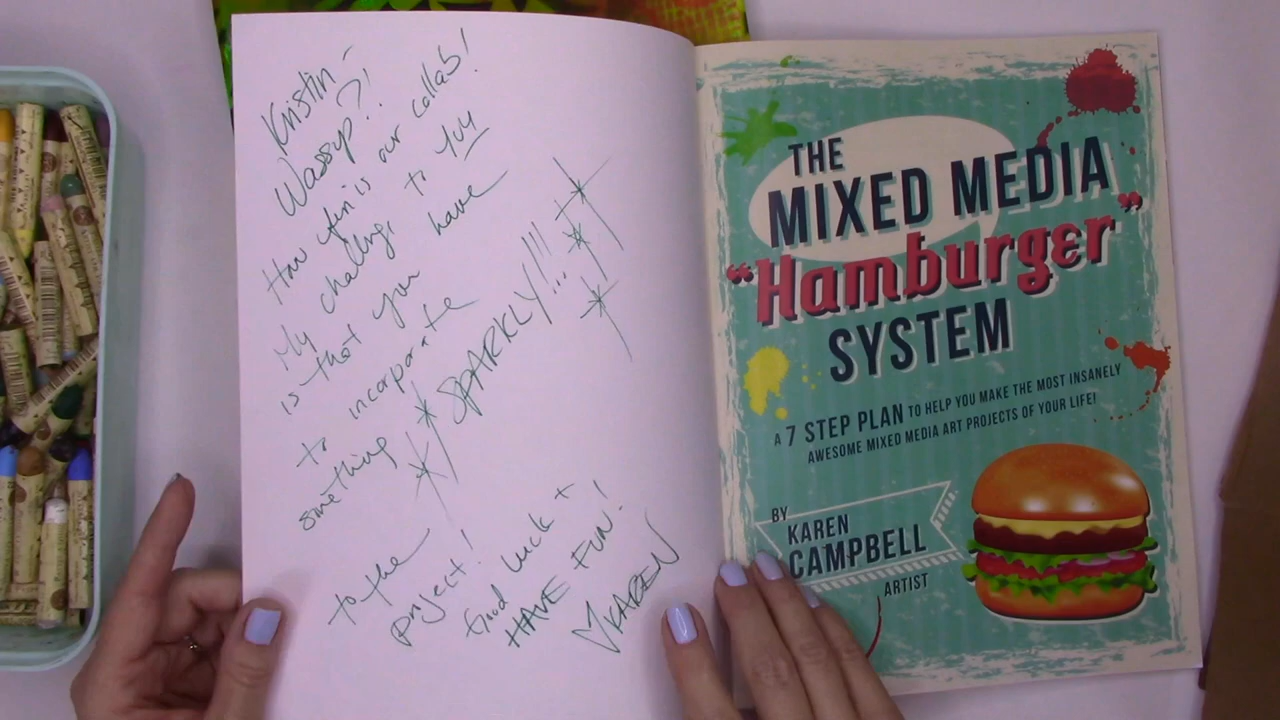 Kristin -
Wassup?!
How fun is our collab!
My challenge to you
is that you have
to incorporate
something SPARKLY!!!...
to the
project!
Good luck +
HAVE FUN!
KAREN
THE
MIXED MEDIA
"Hamburger"
SYSTEM
A 7 STEP PLAN TO HELP YOU MAKE THE MOST INSANELY
AWESOME MIXED MEDIA ART PROJECTS OF YOUR LIFE!
BY
KAREN
CAMPBELL
ARTIST